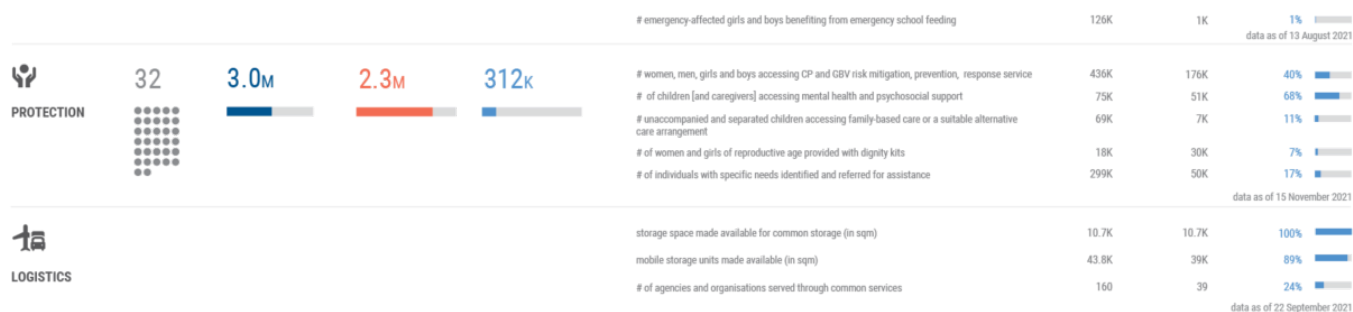 # emergency-affected girls and boys benefiting from emergency school feeding 126K 1K 1%
data as of 13 August 2021
PROTECTION
32 3.0M 2.3M 312K
# women, men, girls and boys accessing CP and GBV risk mitigation, prevention, response service 436K 176K 40%
# of children [and caregivers] accessing mental health and psychosocial support 75K 51K 68%
# unaccompanied and separated children accessing family-based care or a suitable alternative
care arrangement 69K 7K 11%
# of women and girls of reproductive age provided with dignity kits 18K 30K 7%
# of individuals with specific needs identified and referred for assistance 299K 50K 17%
data as of 15 November 2021
LOGISTICS
storage space made available for common storage (in sqm) 10.7K 10.7K 100%
mobile storage units made available (in sqm) 43.8K 39K 89%
# of agencies and organisations served through common services 160 39 24%
data as of 22 September 2021